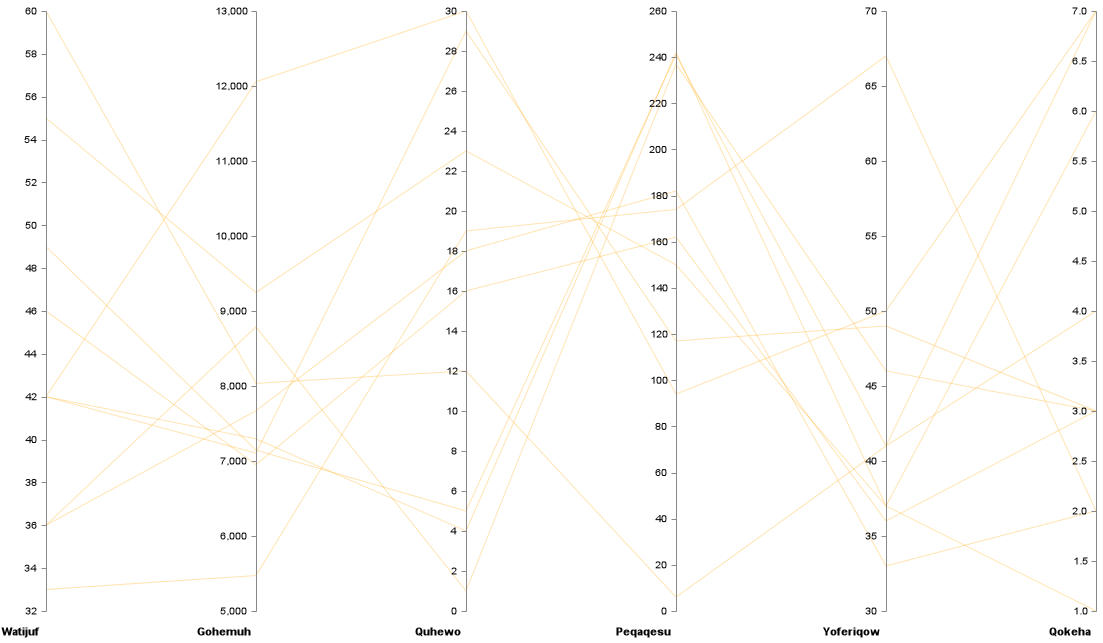 60 13,000 30 260 70 7.0
58 28 240 6.5
56 12,000 26 220 65 6.0
54 24 200
52 11,000 22 180 60 5.5
50 10,000 20 160 55 5.0
48 18 140 4.5
46 9,000 16 120 50 4.0
44 14 100 3.5
42 8,000 12 80 45 3.0
40 10 60
38 7,000 8 40 40 2.5
36 6 20 2.0
34 6,000 4 35 1.5
32 5,000 2 0 30 1.0
0
Watijuf Gohemuh Quhewo Peqaqesu Yoferiqow Qokeha